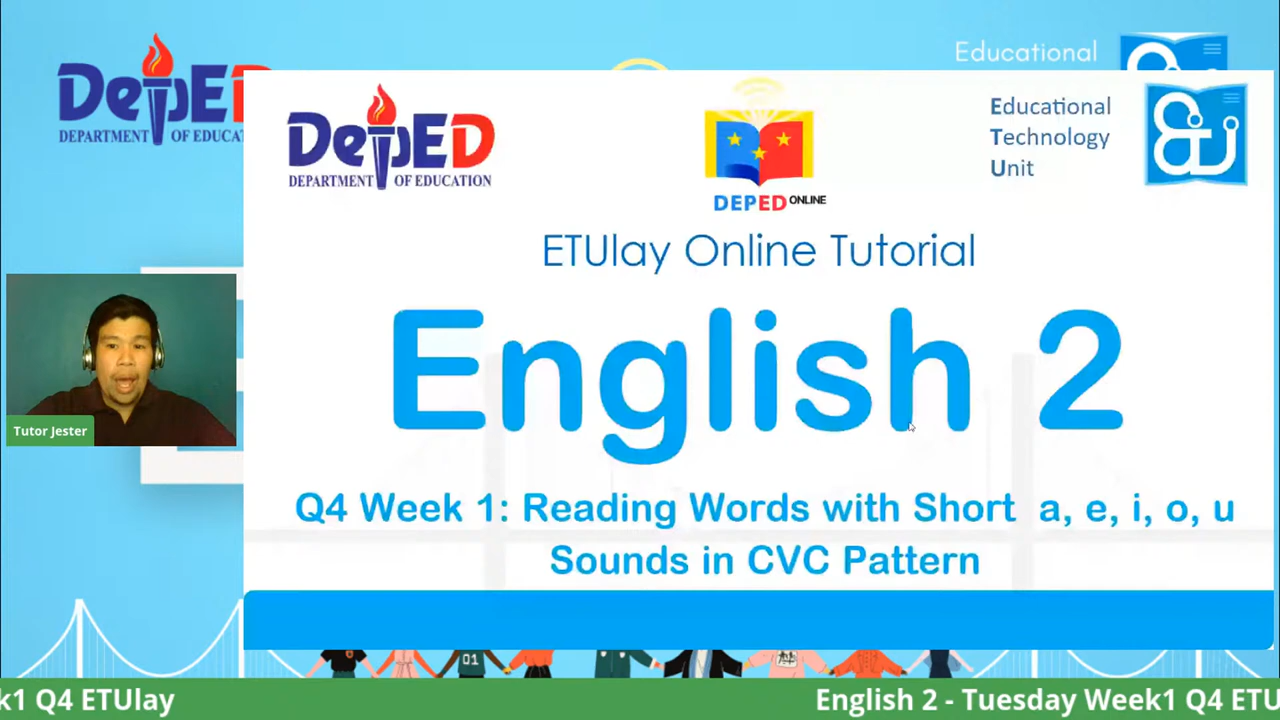 DepED
DEPARTMENT OF EDUCA
Educational
DepED
DEPARTMENT OF EDUCATION
DEPED ONLINE
Educational
Technology
Unit
ETUlay Online Tutorial
English 2
Q4 Week 1: Reading Words with Short a, e, i, o, u
Sounds in CVC Pattern
Tutor Jester
01
k1 Q4 ETUlay
English 2 - Tuesday Week1 Q4 ETU